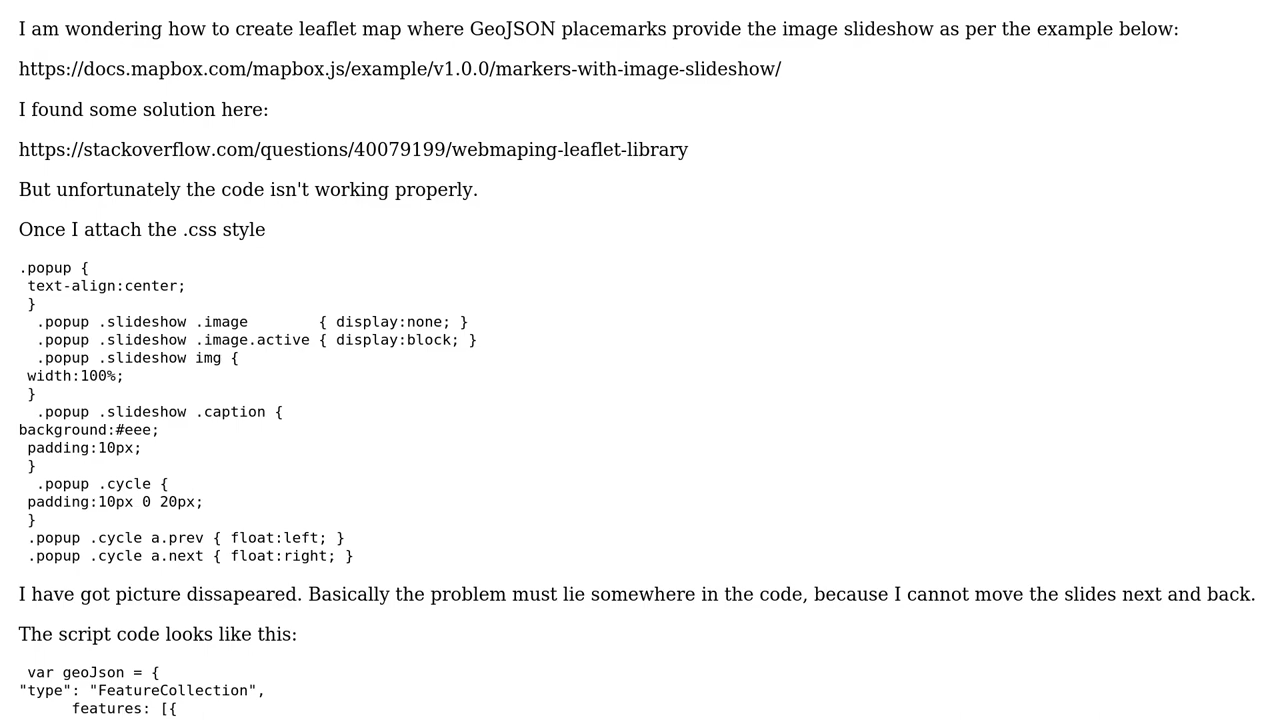 I am wondering how to create leaflet map where GeoJSON placemarks provide the image slideshow as per the example below:
https://docs.mapbox.com/mapbox.js/example/v1.0.0/markers-with-image-slideshow/
I found some solution here:
https://stackoverflow.com/questions/40079199/webmaping-leaflet-library
But unfortunately the code isn't working properly.
Once I attach the .css style
.popup {
 text-align:center;
 }
  .popup .slideshow .image        { display:none; }
  .popup .slideshow .image.active { display:block; }
  .popup .slideshow img {
 width:100%;
 }
  .popup .slideshow .caption {
background:#eee;
 padding:10px;
 }
  .popup .cycle {
 padding:10px 0 20px;
 }
 .popup .cycle a.prev { float:left; }
 .popup .cycle a.next { float:right; }
I have got picture dissapeared. Basically the problem must lie somewhere in the code, because I cannot move the slides next and back.
The script code looks like this:
 var geoJson = {
"type": "FeatureCollection",
      features: [{